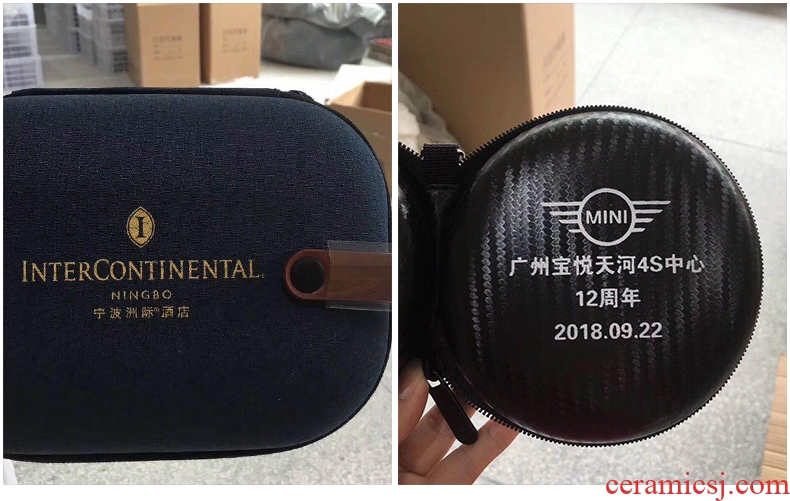 I
INTERCONTINENTAL®
NINGBO
宁波洲际®酒店
MINI
广州宝悦天河4S中心
12周年
2018.09.22
ceramicsj.com